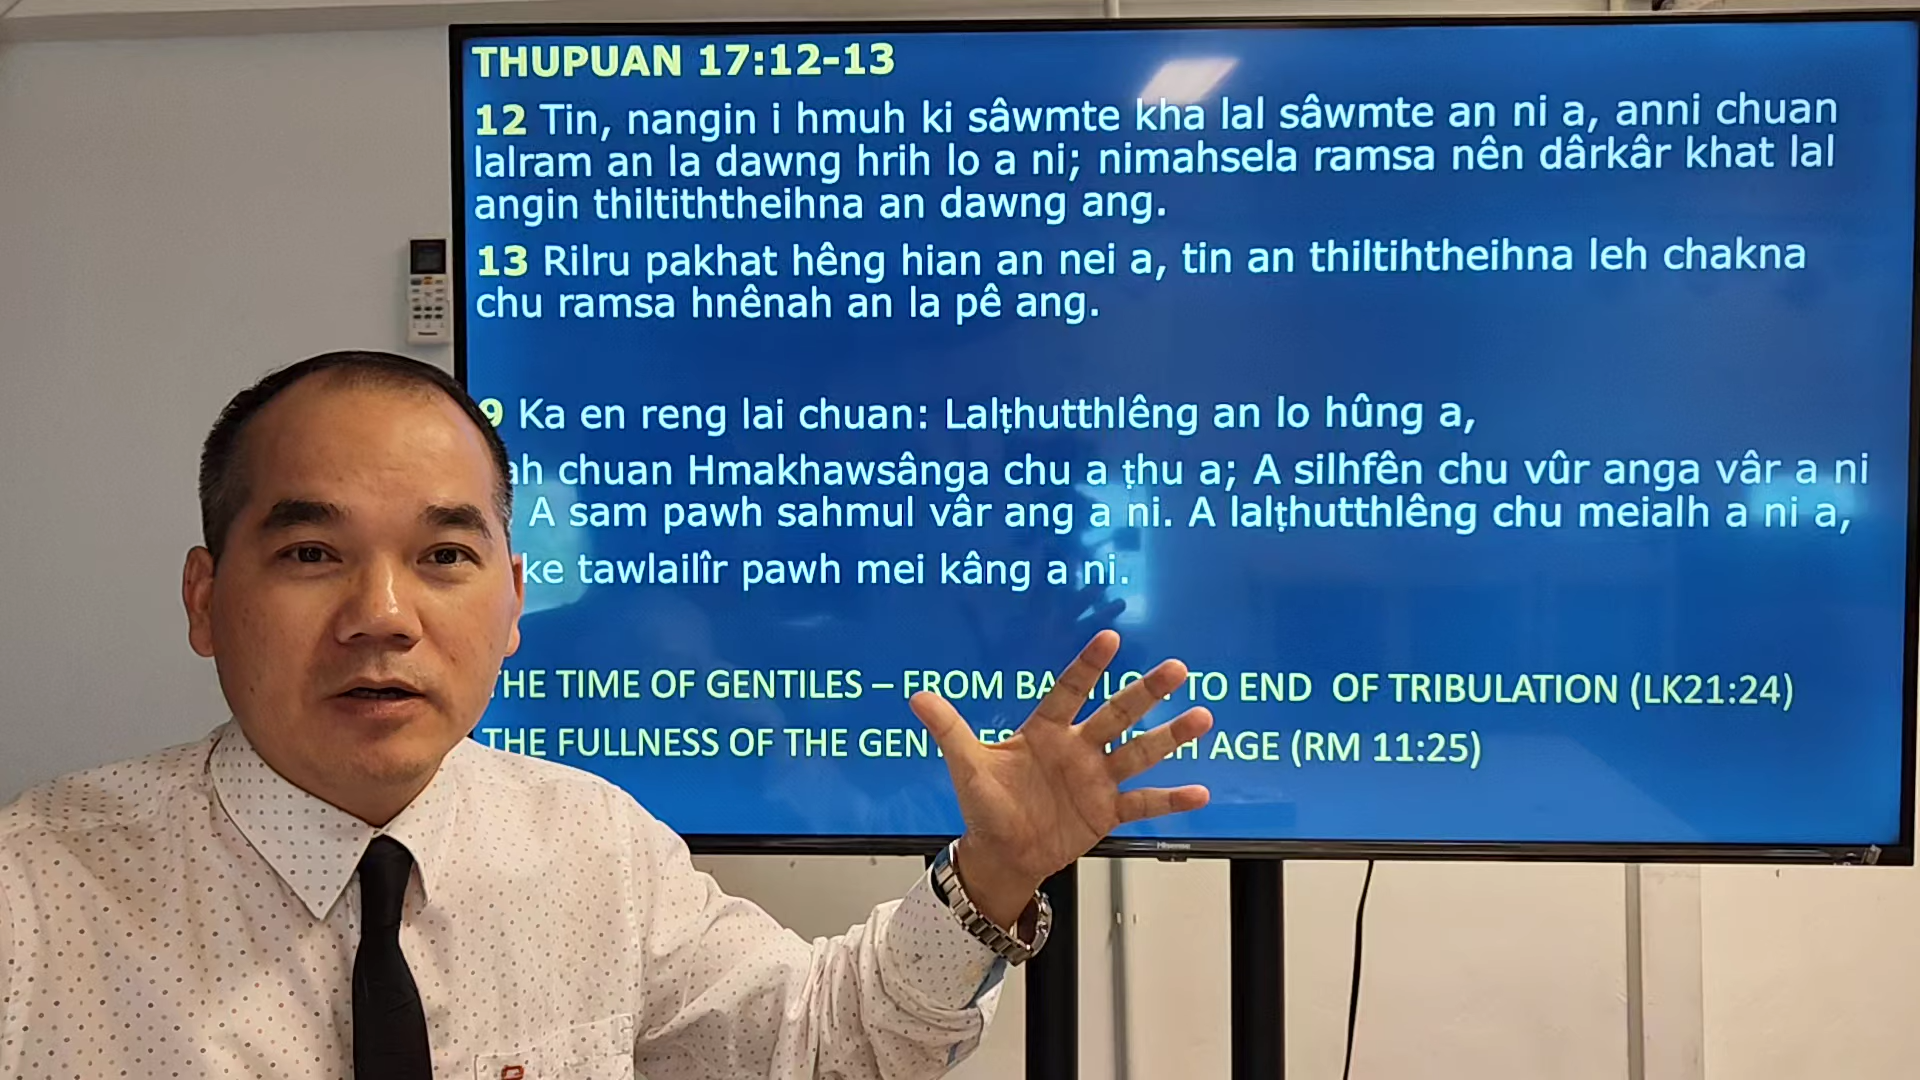 THUPUAN 17:12-13
12 Tin, nangin i hmuh ki sâwmte kha lal sâwmte an ni a, anni chuan
lalram an la dawng hrih lo a ni; nimahsela ramsa nên dârkâr khat lal
angin thiltiththeihna an dawng ang.
13 Rilru pakhat hêng hian an nei a, tin an thiltihtheihna leh chakna
chu ramsa hnênah an la pê ang.
9 Ka en reng lai chuan: Lalṭhutthlêng an lo hûng a,
chuan Hmakhawsânga chu a ṭhu a; A silhfên chu vûr anga vâr a ni
A sam pawh sahmul vâr ang a ni. A lalṭhutthlêng chu meialh a ni a,
ke tawlailîr pawh mei kâng a ni.
THE TIME OF GENTILES – FROM TO END OF TRIBULATION (LK21:24)
THE FULLNESS OF THE AGE (RM 11:25)
Hisense